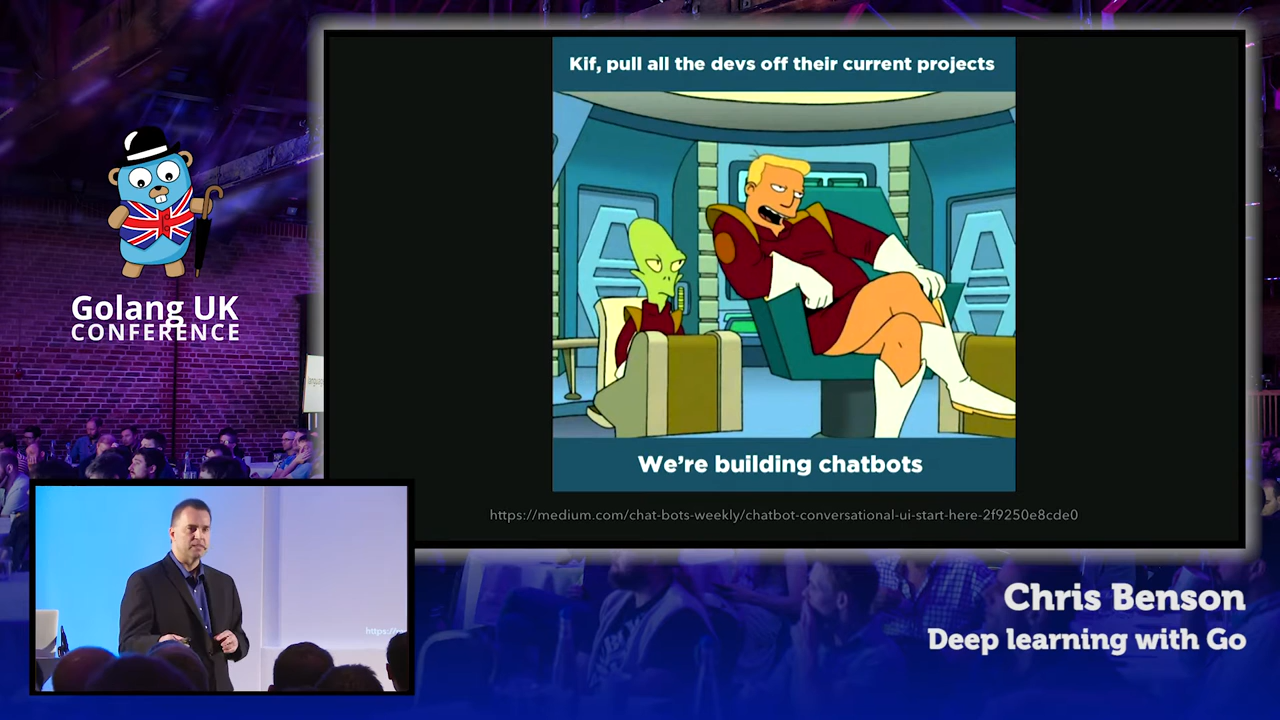 Kif, pull all the devs off their current projects
We're building chatbots
https://medium.com/chat-bots-weekly/chatbot-conversational-ui-start-here-2f9250e8cde0
Golang UK
CONFERENCE
https://
Chris Benson
Deep learning with Go